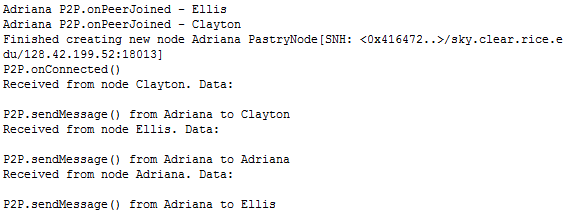 Adriana P2P.onPeerJoined - Ellis
Adriana P2P.onPeerJoined - Clayton
Finished creating new node Adriana PastryNode[SNH: <0x416472..>/sky.clear.rice.e
du/128.42.199.52:18013]
P2P.onConnected()
Received from node Clayton. Data:
P2P.sendMessage() from Adriana to Clayton
Received from node Ellis. Data:
P2P.sendMessage() from Adriana to Adriana
Received from node Adriana. Data:
P2P.sendMessage() from Adriana to Ellis